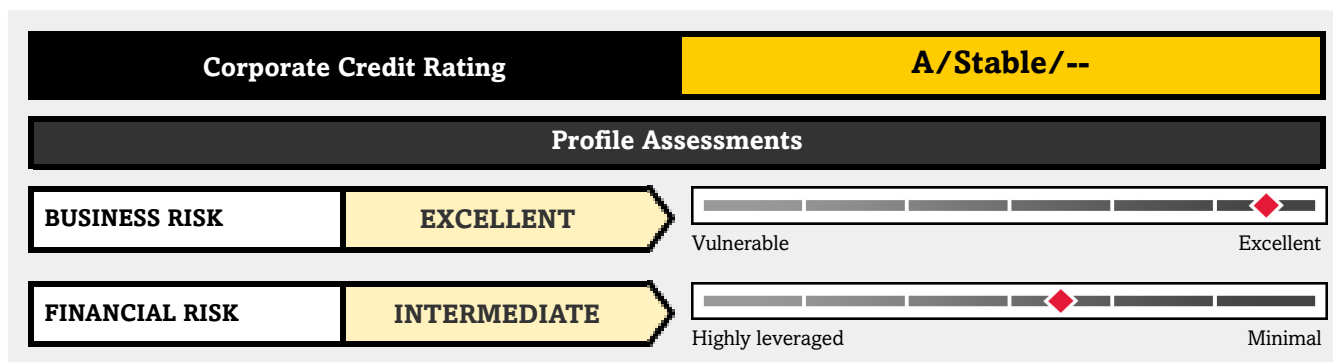 Corporate Credit Rating
A/Stable/--
Profile Assessments
BUSINESS RISK
EXCELLENT
Vulnerable
Excellent
FINANCIAL RISK
INTERMEDIATE
Highly leveraged
Minimal